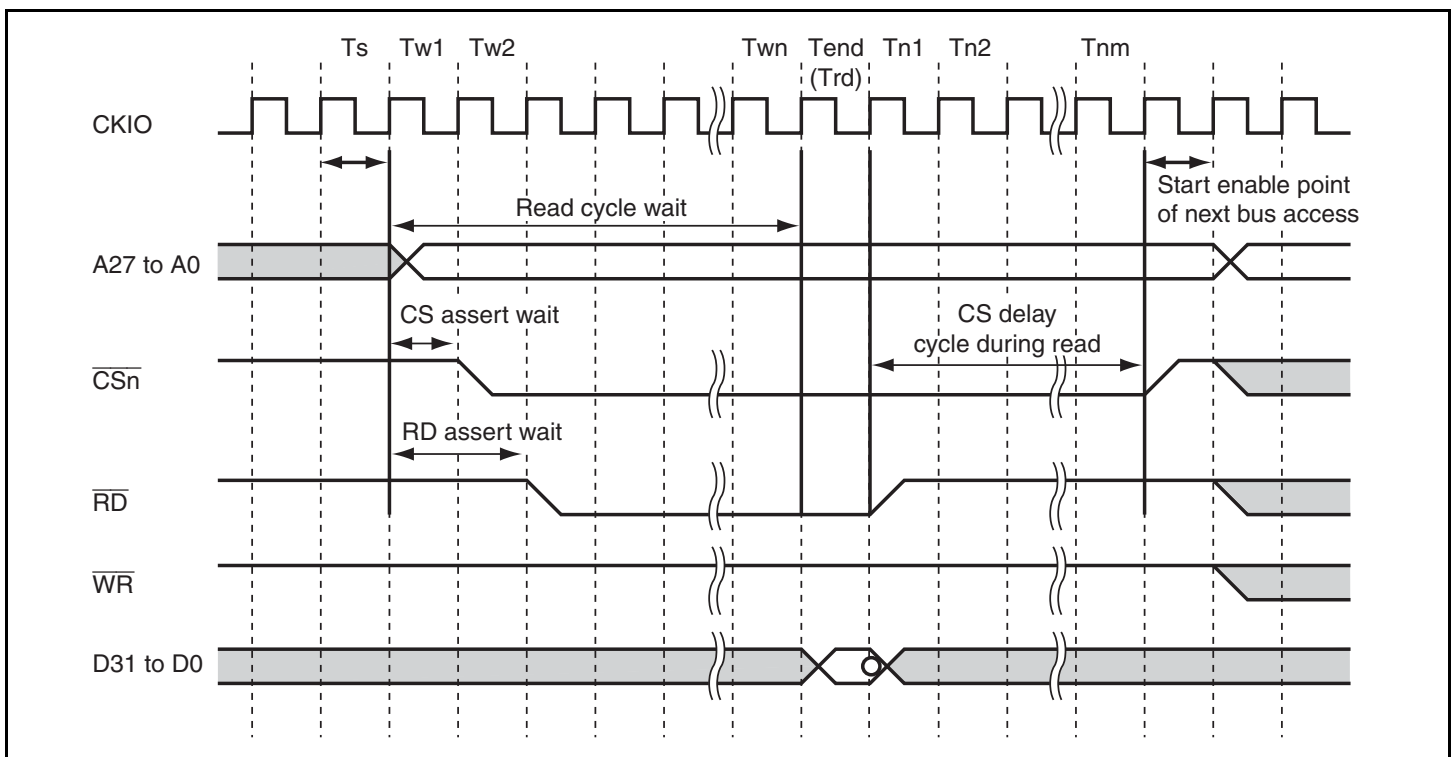 Ts Tw1 Tw2 Twn Tend Tn1 Tn2 Tnm
(Trd)
CKIO
Start enable point
of next bus access
Read cycle wait
A27 to A0
CS assert wait
CS delay
cycle during read
CSn
RD assert wait
RD
WR
D31 to D0